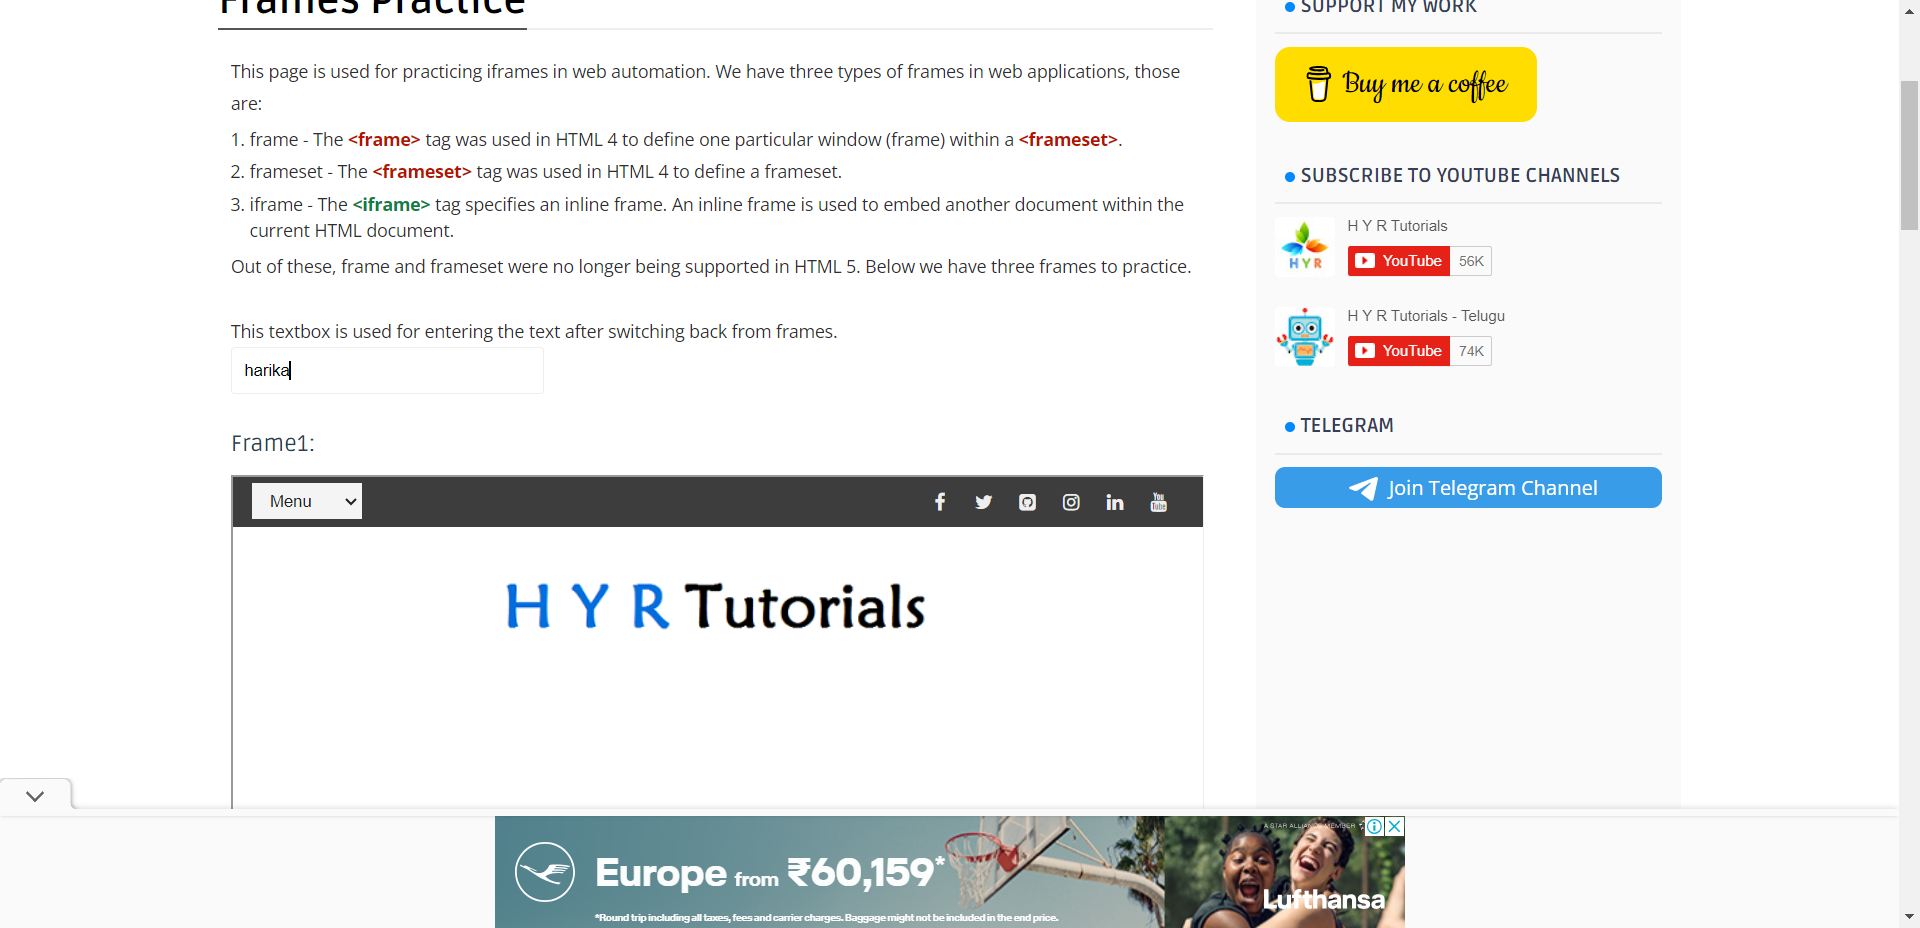 Frames Practice
This page is used for practicing iframes in web automation. We have three types of frames in web applications, those
are:
1. frame - The <frame> tag was used in HTML 4 to define one particular window (frame) within a <frameset>.
2. frameset - The <frameset> tag was used in HTML 4 to define a frameset.
3. iframe - The <iframe> tag specifies an inline frame. An inline frame is used to embed another document within the
current HTML document.
Out of these, frame and frameset were no longer being supported in HTML 5. Below we have three frames to practice.
This textbox is used for entering the text after switching back from frames.
harika
Frame1:
Menu
You
Tube
H Y R Tutorials
SUPPORT MY WORK
Buy me a coffee
SUBSCRIBE TO YOUTUBE CHANNELS
H Y R Tutorials
HYR
YouTube 56K
H Y R Tutorials - Telugu
YouTube 74K
TELEGRAM
Join Telegram Channel
A STAR ALLIANCE MEMBER
Europe from ₹60,159*
Lufthansa
*Round trip including all taxes, fees and carrier charges. Baggage might not be included in the end price.